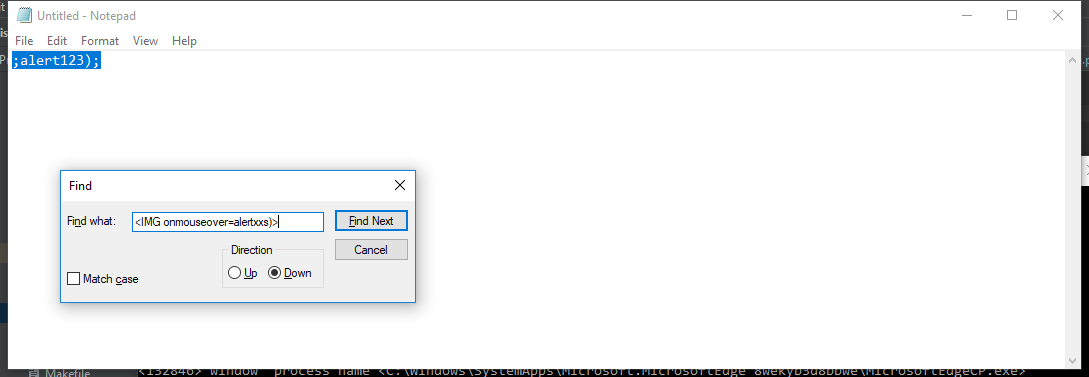 Untitled - Notepad
File Edit Format View Help
;alert123);
Find
Find what: <IMG onmouseover=alertxxs)> Find Next
Direction Cancel
Up Down
Match case
Makefile
<132846> window process name <C:\Windows\SystemApps\Microsoft.MicrosoftEdge_8wekyb3d8bbwe\MicrosoftEdgeCP.exe>